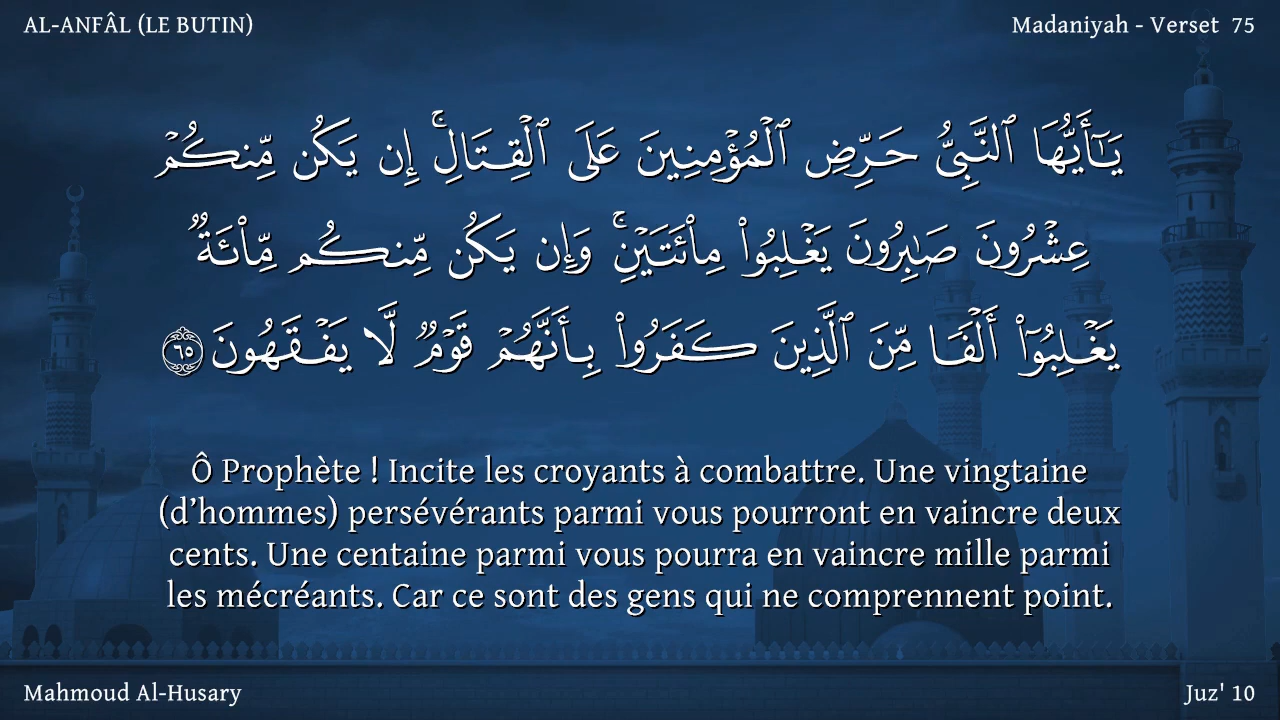 AL-ANFÂL (LE BUTIN)
Madaniyah - Verset 75
يَـٰٓأَيُّهَا ٱلنَّبِىُّ حَرِّضِ ٱلْمُؤْمِنِينَ عَلَى ٱلْقِتَالِ ۚ إِن يَكُن مِّنكُمْ
عِشْرُونَ صَـٰبِرُونَ يَغْلِبُوا۟ مِا۟ئَتَيْنِ ۚ وَإِن يَكُن مِّنكُم مِّا۟ئَةٌ
يَغْلِبُوٓا۟ أَلْفًا مِّنَ ٱلَّذِينَ كَفَرُوا۟ بِأَنَّهُمْ قَوْمٌ لَّا يَفْقَهُونَ ٦٥
Ô Prophète ! Incite les croyants à combattre. Une vingtaine
(d’hommes) persévérants parmi vous pourront en vaincre deux
cents. Une centaine parmi vous pourra en vaincre mille parmi
les mécréants. Car ce sont des gens qui ne comprennent point.
Mahmoud Al-Husary
Juz' 10